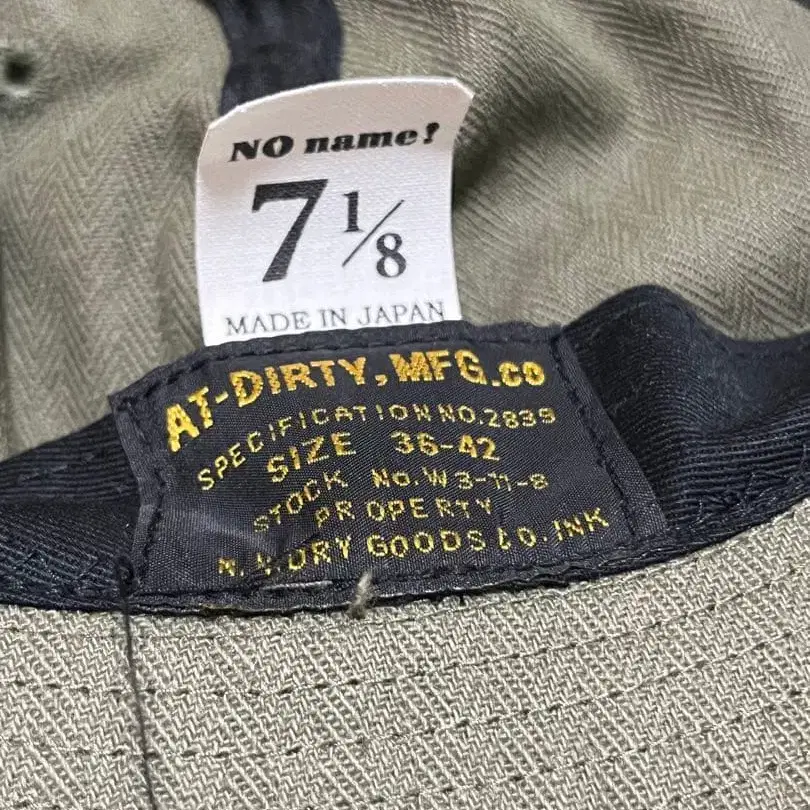 NO name!
7 1/8
MADE IN JAPAN
AT-DIRTY, MFG.CO
SPECIFICATION NO.2839
SIZE 36-42
STOCK No.W3-11-8
PROPERTY
DRY GOODS CO.INK